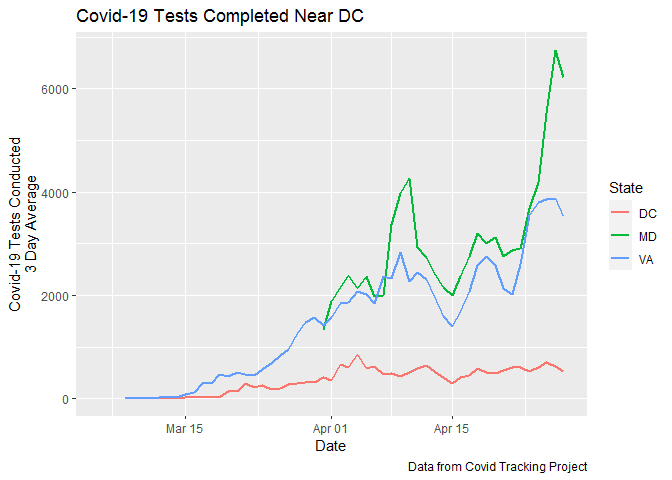 Covid-19 Tests Completed Near DC
Covid-19 Tests Conducted
3 Day Average
6000
4000
2000
0
Mar 15
Apr 01
Apr 15
Date
State
DC
MD
VA
Data from Covid Tracking Project